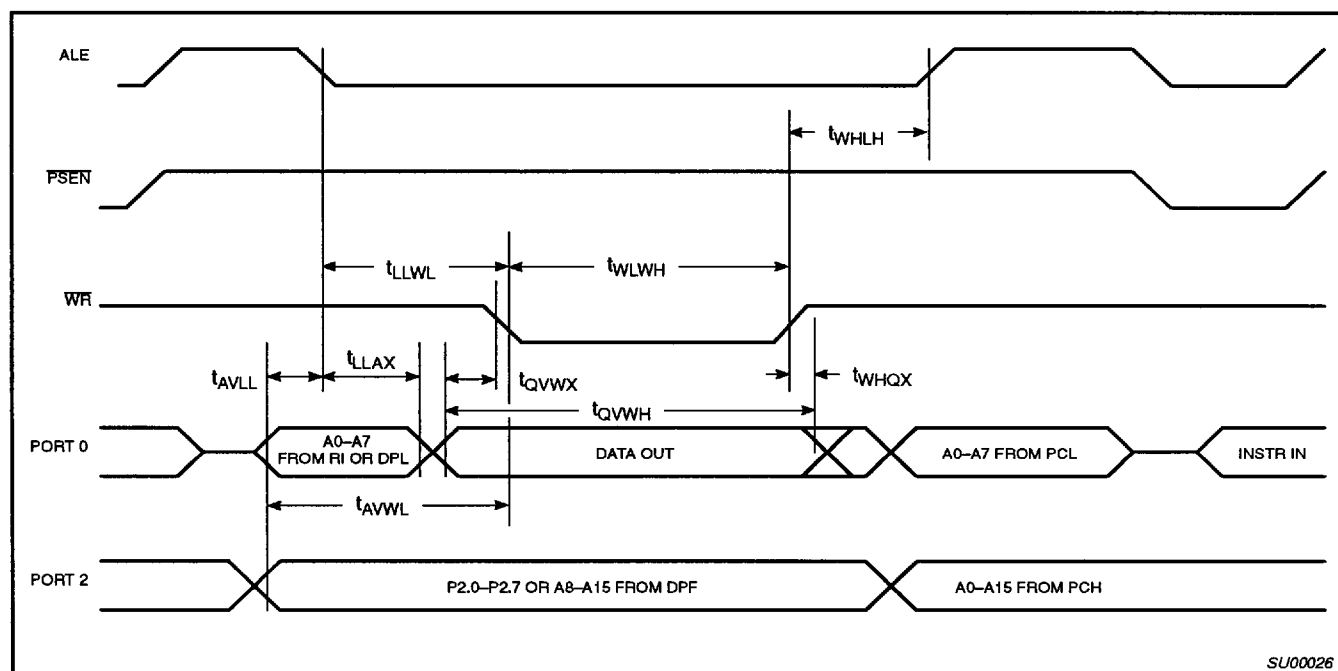 ALE
tWHLH
PSEN
tLLWL
tWLWH
WR
tAVLL
tLLAX
tQVWX
tWHQX
tQVWH
PORT 0
A0–A7
FROM RI OR DPL
DATA OUT
A0–A7 FROM PCL
INSTR IN
tAVWL
PORT 2
P2.0–P2.7 OR A8–A15 FROM DPF
A0–A15 FROM PCH
SU00026